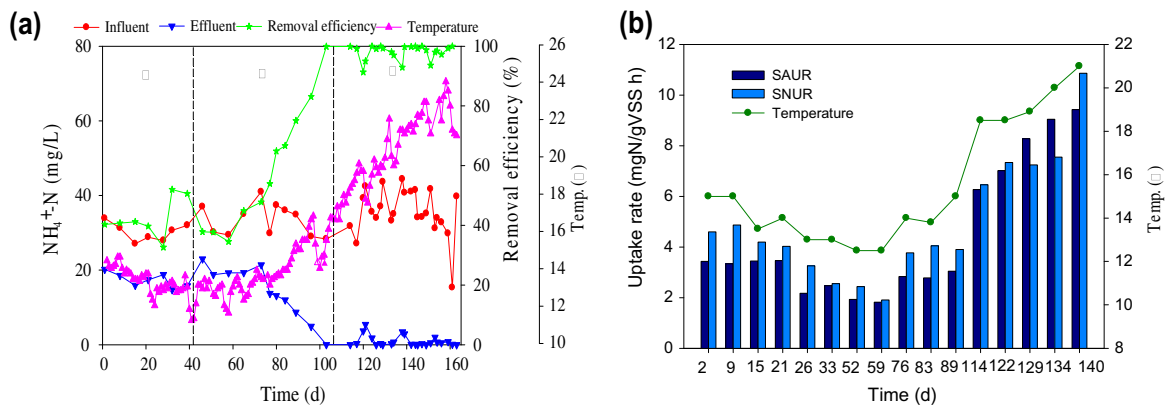 (a)
Influent Effluent Removal efficiency Temperature
NH₄⁺-N (mg/L)
80
60
40
20
0
0 20 40 60 80 100 120 140 160
Time (d)
100
80
60
40
20
0
Removal efficiency (%)
26
24
22
20
18
16
14
12
10
Temp. (□)
□ □ □
(b)
SAUR
SNUR
Temperature
Uptake rate (mgN/gVSS h)
12
10
8
6
4
2
0
2 9 15 21 26 33 52 59 76 83 89 114 122 129 134 140
Time (d)
22
20
18
16
14
12
10
8
Temp (□)